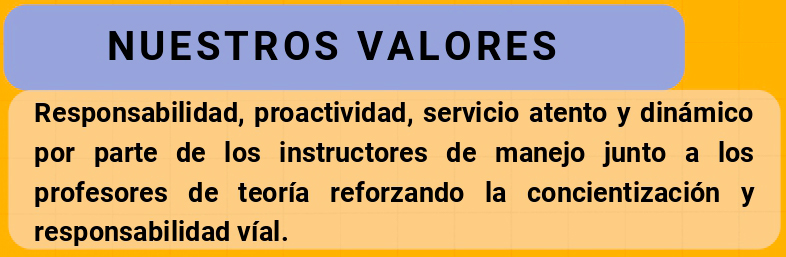 NUESTROS VALORES
Responsabilidad, proactividad, servicio atento y dinámico
por parte de los instructores de manejo junto a los
profesores de teoría reforzando la concientización y
responsabilidad víal.